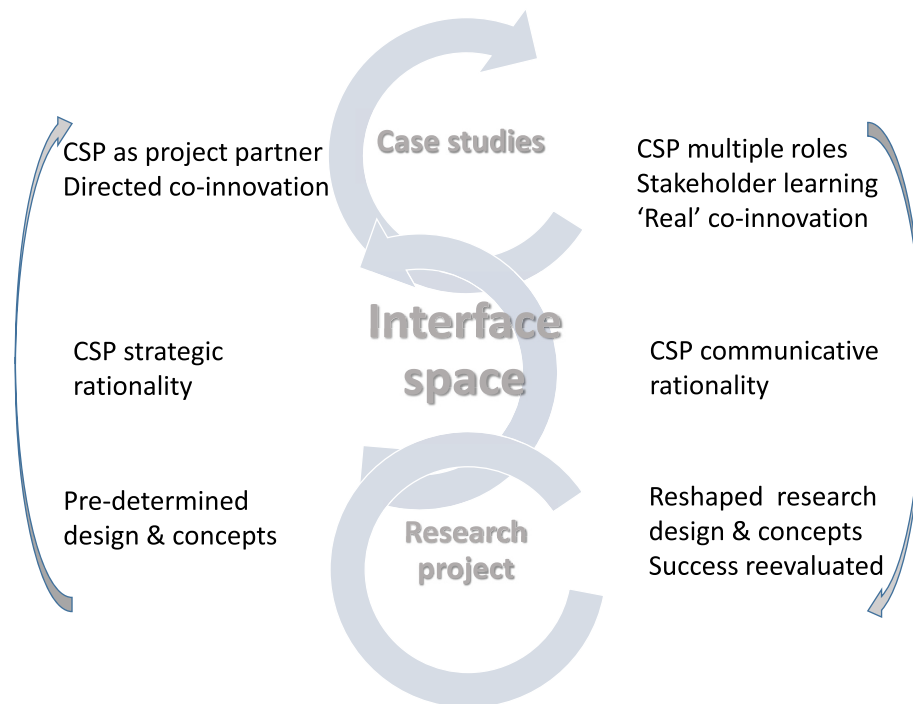 Case studies
CSP as project partner
Directed co-innovation
CSP multiple roles
Stakeholder learning
‘Real’ co-innovation
Interface
space
CSP strategic
rationality
CSP communicative
rationality
Pre-determined
design & concepts
Research
project
Reshaped  research
design & concepts
Success reevaluated